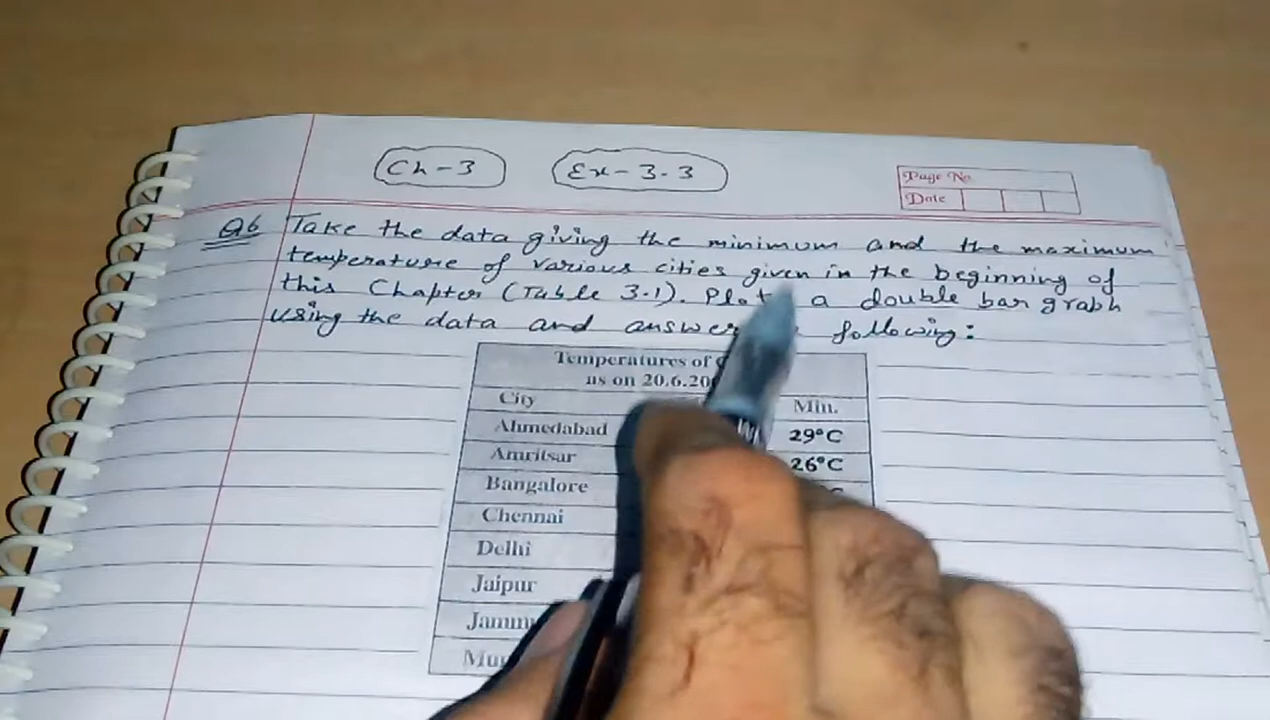 Ch-3
Ex-3.3
Page No.
Date
Q6 Take the data giving the minimum and the maximum
temperature of various cities given in the beginning of
this Chapter (Table 3.1). Plot a double bar graph
using the data and answer following:
Temperatures of
as on 20.6.20
City
Min.
Ahmedabad
29°C
Amritsar
26°C
Bangalore
Chennai
Delhi
Jaipur